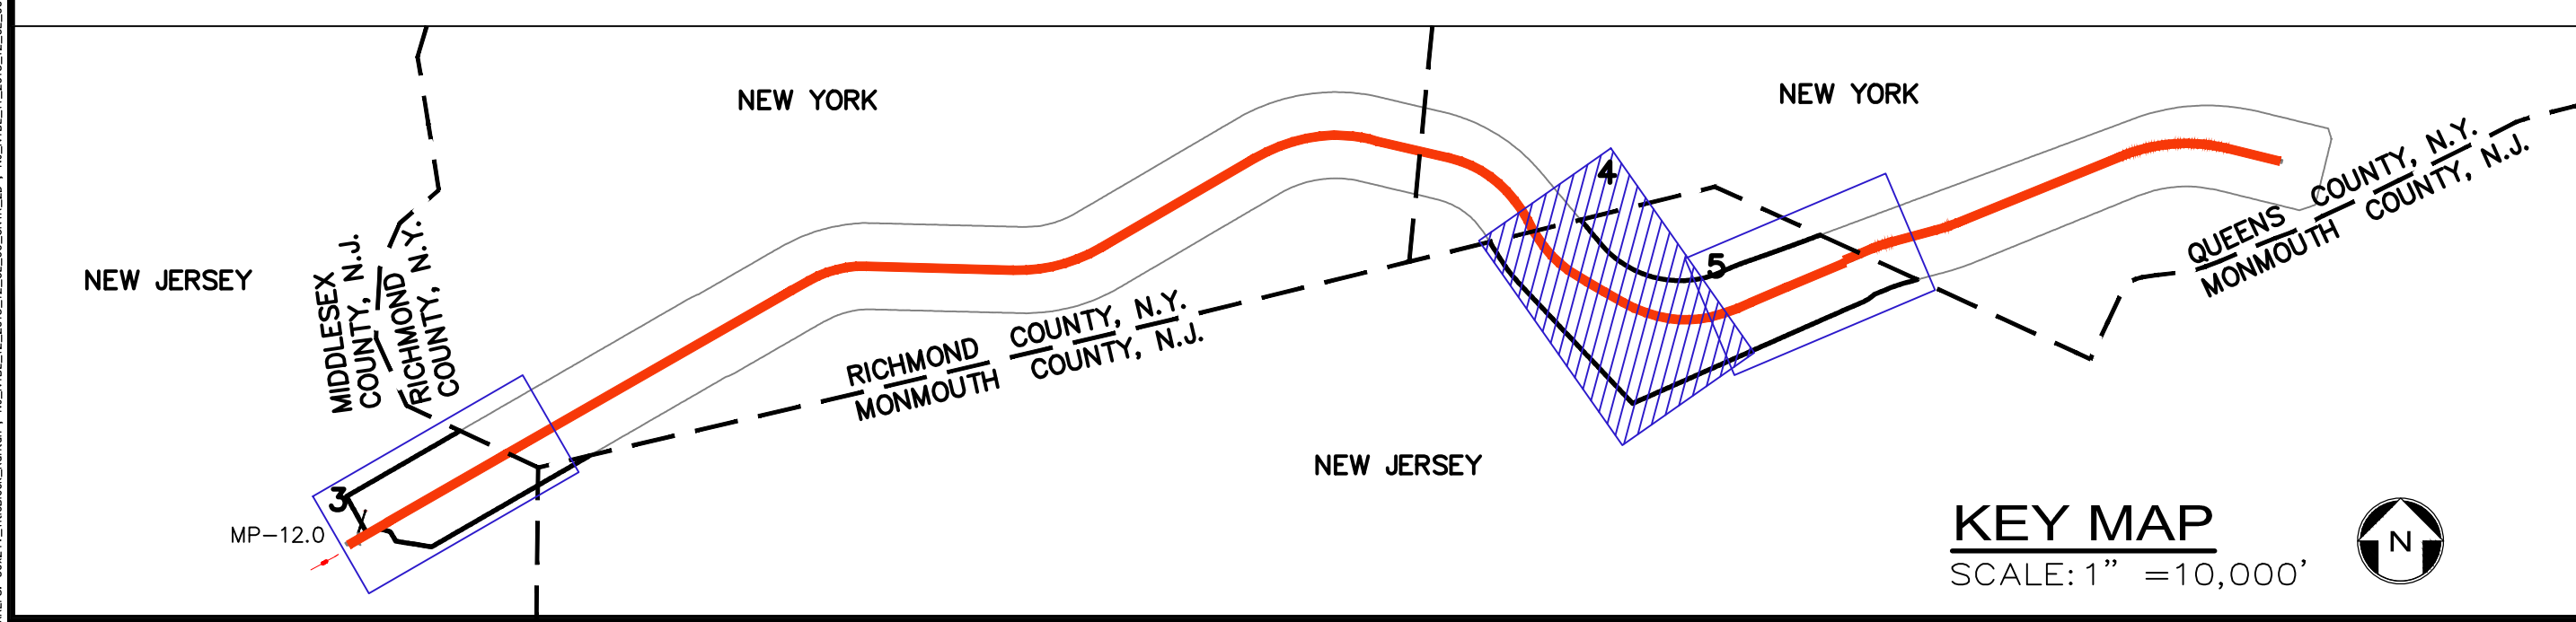 NEW YORK
NEW YORK
4
QUEENS COUNTY, N.Y.
MONMOUTH COUNTY, N.J.
NEW JERSEY
MIDDLESEX
COUNTY, N.J.
RICHMOND
COUNTY, N.Y.
5
RICHMOND COUNTY, N.Y.
MONMOUTH COUNTY, N.J.
NEW JERSEY
3
MP-12.0
KEY MAP
SCALE: 1” =10,000’
N